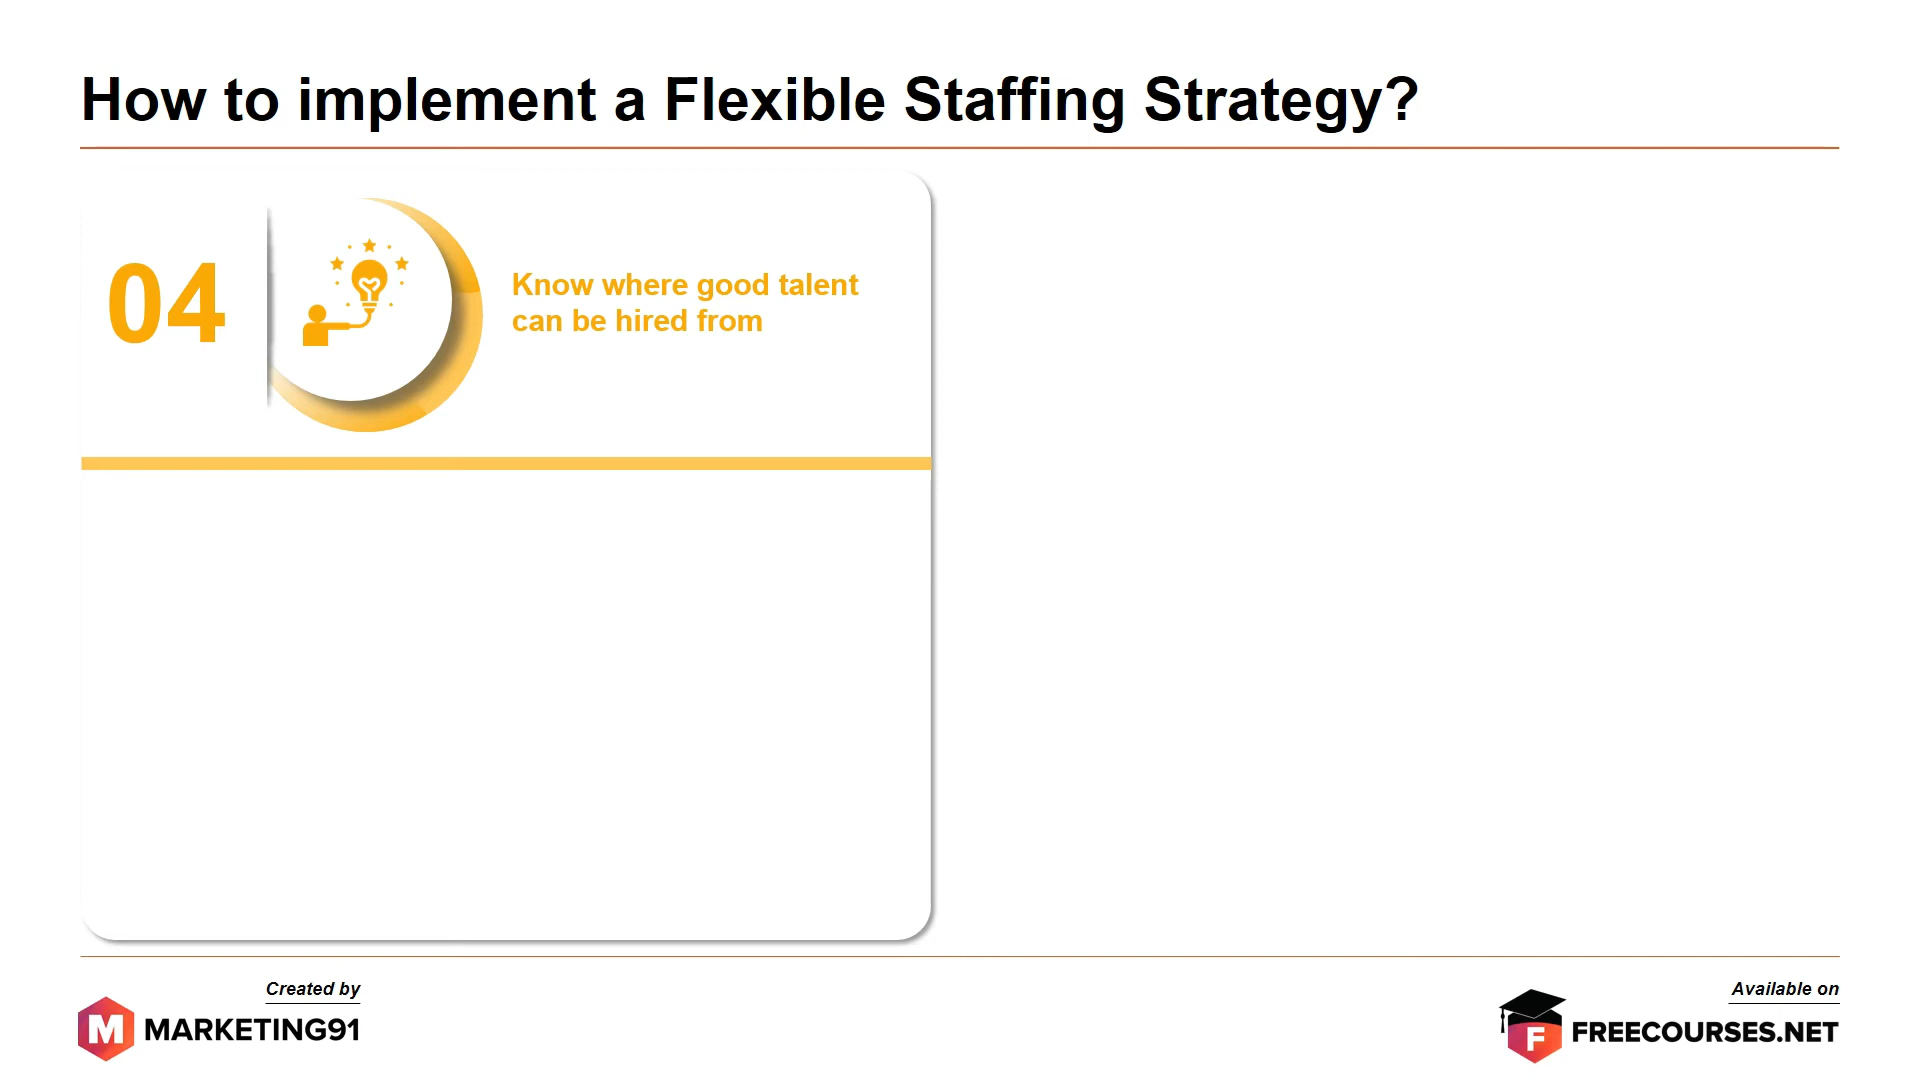 How to implement a Flexible Staffing Strategy?
04
Know where good talent
can be hired from
Created by
M MARKETING91
Available on
F FREECOURSES.NET